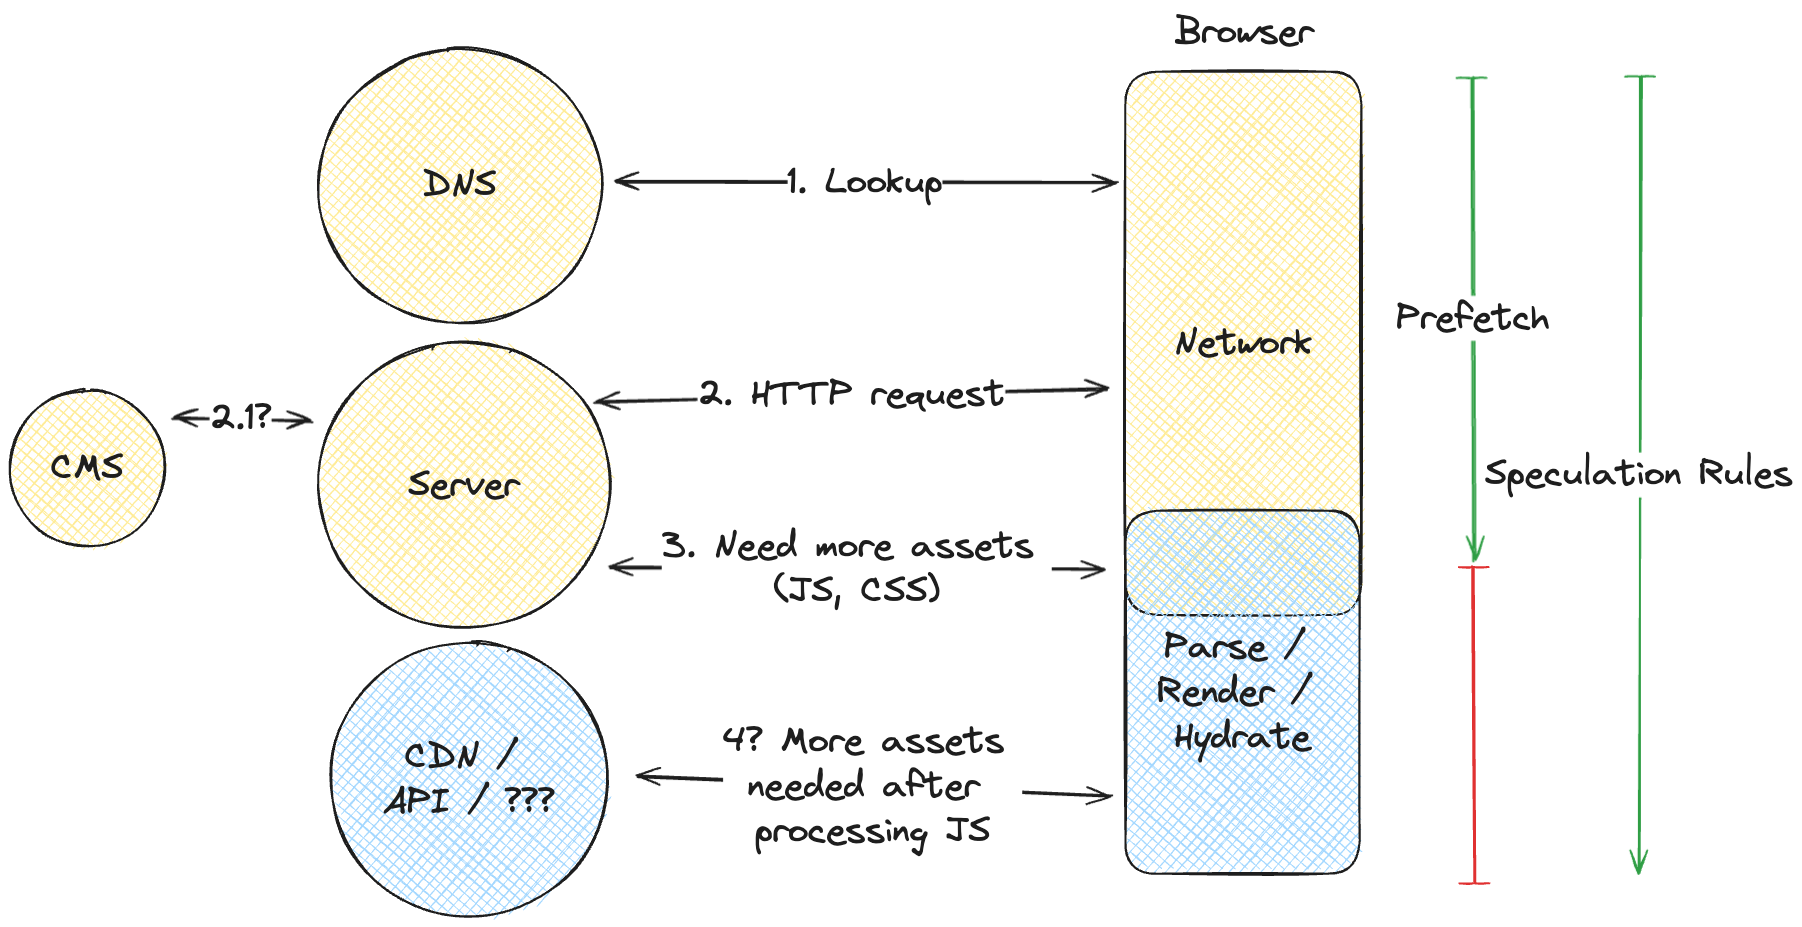 Browser
DNS
1. Lookup
Prefetch
Network
2. HTTP request
2.1?
CMS
Server
Speculation Rules
3. Need more assets
(JS, CSS)
Parse /
Render /
Hydrate
CDN /
API / ???
4? More assets
needed after
processing JS